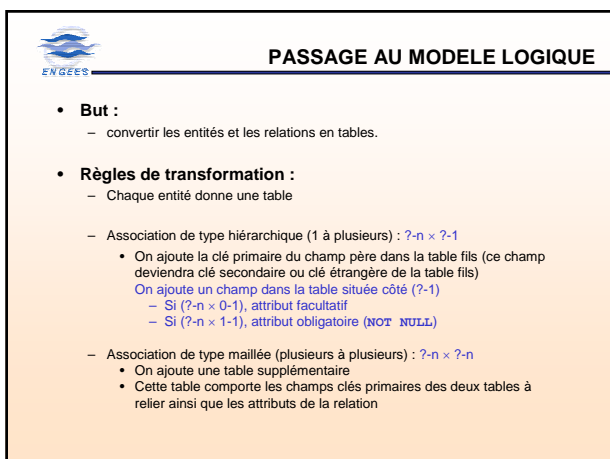 ENGEES
PASSAGE AU MODELE LOGIQUE
• But :
– convertir les entités et les relations en tables.
• Règles de transformation :
– Chaque entité donne une table
– Association de type hiérarchique (1 à plusieurs) : ?-n × ?-1
• On ajoute la clé primaire du champ père dans la table fils (ce champ
deviendra clé secondaire ou clé étrangère de la table fils)
On ajoute un champ dans la table située côté (?-1)
– Si (?-n × 0-1), attribut facultatif
– Si (?-n × 1-1), attribut obligatoire (NOT NULL)
– Association de type maillée (plusieurs à plusieurs) : ?-n × ?-n
• On ajoute une table supplémentaire
• Cette table comporte les champs clés primaires des deux tables à
relier ainsi que les attributs de la relation